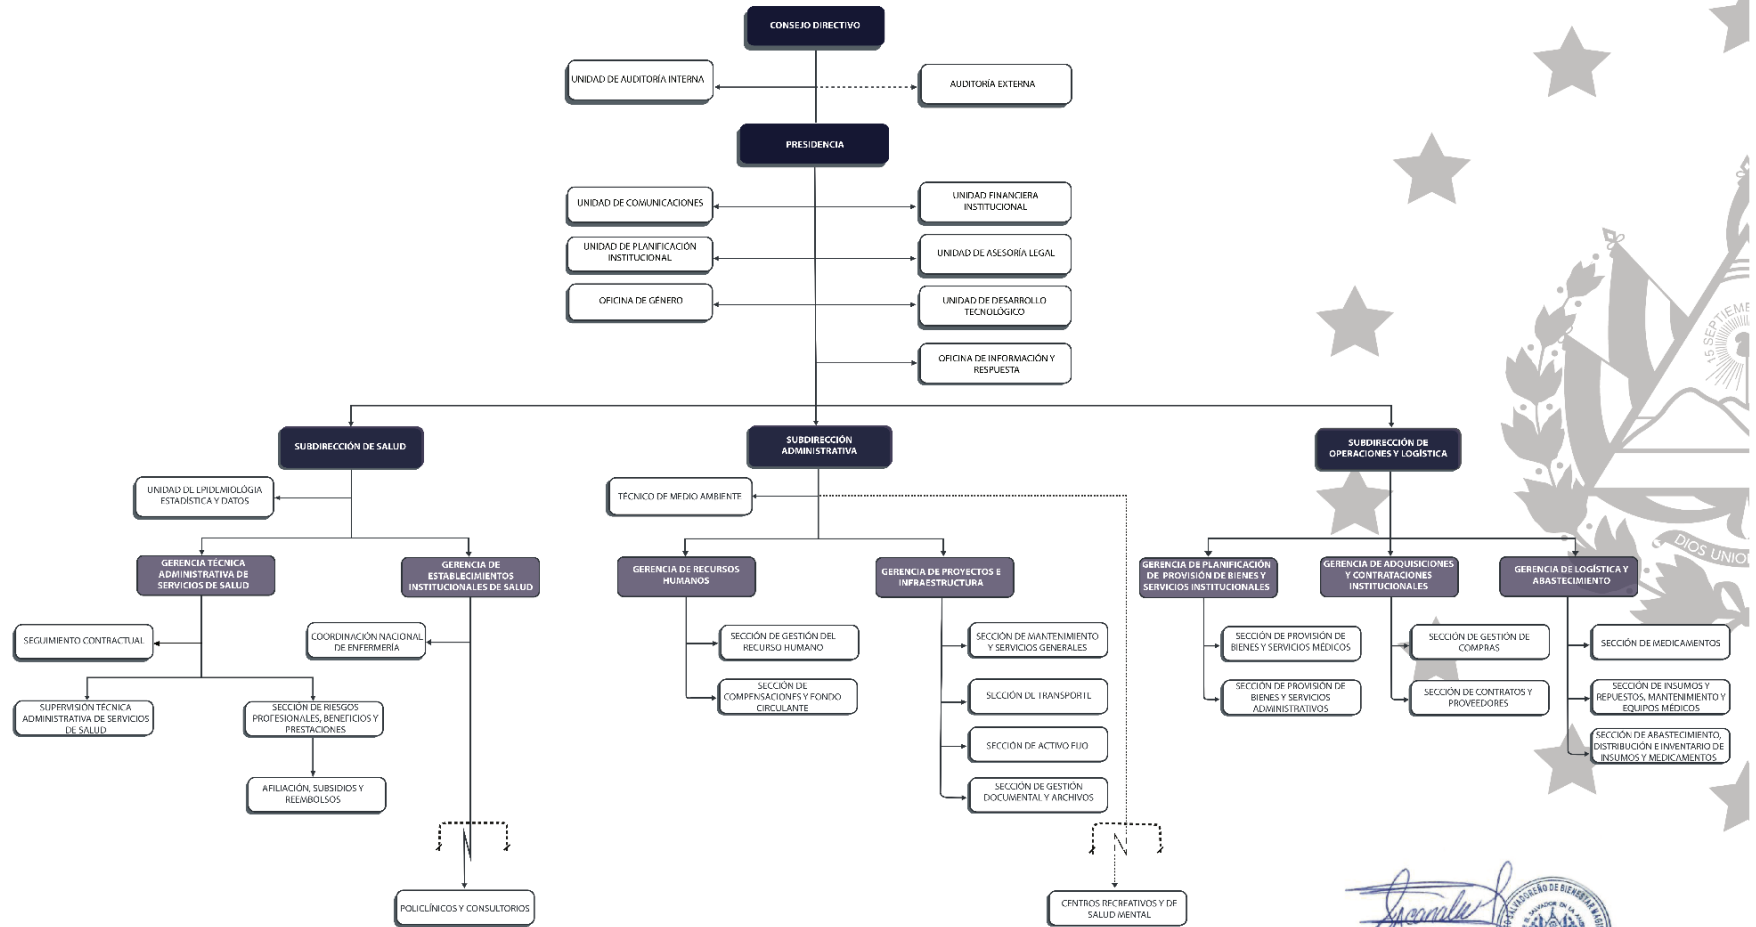 CONSEJO DIRECTIVO
UNIDAD DE AUDITORÍA INTERNA
AUDITORÍA EXTERNA
PRESIDENCIA
UNIDAD DE COMUNICACIONES
UNIDAD FINANCIERA
INSTITUCIONAL
UNIDAD DE PLANIFICACIÓN
INSTITUCIONAL
UNIDAD DE ASESORÍA LEGAL
OFICINA DE GÉNERO
UNIDAD DE DESARROLLO
TECNOLÓGICO
OFICINA DE INFORMACIÓN Y
RESPUESTA
SUBDIRECCIÓN DE SALUD
SUBDIRECCIÓN
ADMINISTRATIVA
SUBDIRECCIÓN DE
OPERACIONES Y LOGÍSTICA
UNIDAD DE EPIDEMIOLÓGIA
ESTADÍSTICA Y DATOS
TÉCNICO DE MEDIO AMBIENTE
GERENCIA TÉCNICA
ADMINISTRATIVA DE
SERVICIOS DE SALUD
GERENCIA DE
ESTABLECIMIENTOS
INSTITUCIONALES DE SALUD
GERENCIA DE RECURSOS
HUMANOS
GERENCIA DE PROYECTOS E
INFRAESTRUCTURA
GERENCIA DE PLANIFICACIÓN
DE PROVISIÓN DE BIENES Y
SERVICIOS INSTITUCIONALES
GERENCIA DE ADQUISICIONES
Y CONTRATACIONES
INSTITUCIONALES
GERENCIA DE LOGÍSTICA Y
ABASTECIMIENTO
SEGUIMIENTO CONTRACTUAL
COORDINACIÓN NACIONAL
DE ENFERMERÍA
SECCIÓN DE GESTIÓN DEL
RECURSO HUMANO
SECCIÓN DE MANTENIMIENTO
Y SERVICIOS GENERALES
SECCIÓN DE PROVISIÓN DE
BIENES Y SERVICIOS MÉDICOS
SECCIÓN DE GESTIÓN DE
COMPRAS
SECCIÓN DE MEDICAMENTOS
SUPERVISIÓN TÉCNICA
ADMINISTRATIVA DE SERVICIOS
DE SALUD
SECCIÓN DE RIESGOS
PROFESIONALES, BENEFICIOS Y
PRESTACIONES
SECCIÓN DE
COMPENSACIONES Y FONDO
CIRCULANTE
SECCIÓN DE TRANSPORTE
SECCIÓN DE PROVISIÓN DE
BIENES Y SERVICIOS
ADMINISTRATIVOS
SECCIÓN DE CONTRATOS Y
PROVEEDORES
SECCIÓN DE INSUMOS Y
REPUESTOS, MANTENIMIENTO Y
EQUIPOS MÉDICOS
SECCIÓN DE ACTIVO FIJO
SECCIÓN DE ABASTECIMIENTO,
DISTRIBUCIÓN E INVENTARIO DE
INSUMOS Y MEDICAMENTOS
AFILIACIÓN, SUBSIDIOS Y
REEMBOLSOS
SECCIÓN DE GESTIÓN
DOCUMENTAL Y ARCHIVOS
POLICLÍNICOS Y CONSULTORIOS
CENTROS RECREATIVOS Y DE
SALUD MENTAL
15 SEPTIEM
DIOS UNIO
SALVADOREÑO DE BIENESTAR